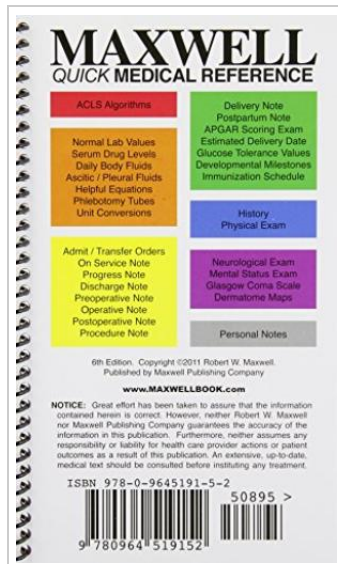 MAXWELL
QUICK MEDICAL REFERENCE
ACLS Algorithms
Normal Lab Values
Serum Drug Levels
Daily Body Fluids
Ascitic / Pleural Fluids
Helpful Equations
Phlebotomy Tubes
Unit Conversions
Admit / Transfer Orders
On Service Note
Progress Note
Discharge Note
Preoperative Note
Operative Note
Postoperative Note
Procedure Note
Delivery Note
Postpartum Note
APGAR Scoring Exam
Estimated Delivery Date
Glucose Tolerance Values
Developmental Milestones
Immunization Schedule
History
Physical Exam
Neurological Exam
Mental Status Exam
Glasgow Coma Scale
Dermatome Maps
Personal Notes
6th Edition. Copyright ©2011 Robert W. Maxwell.
Published by Maxwell Publishing Company
www.MAXWELLBOOK.com
NOTICE: Great effort has been taken to assure that the information
contained herein is correct. However, neither Robert W. Maxwell
nor Maxwell Publishing Company guarantees the accuracy of the
information in this publication. Furthermore, neither assumes any
responsibility or liability for health care provider actions or patient
outcomes as a result of this publication. An extensive, up-to-date,
medical text should be consulted before instituting any treatment.
ISBN 978-0-9645191-5-2
50895 >
9 780964 519152